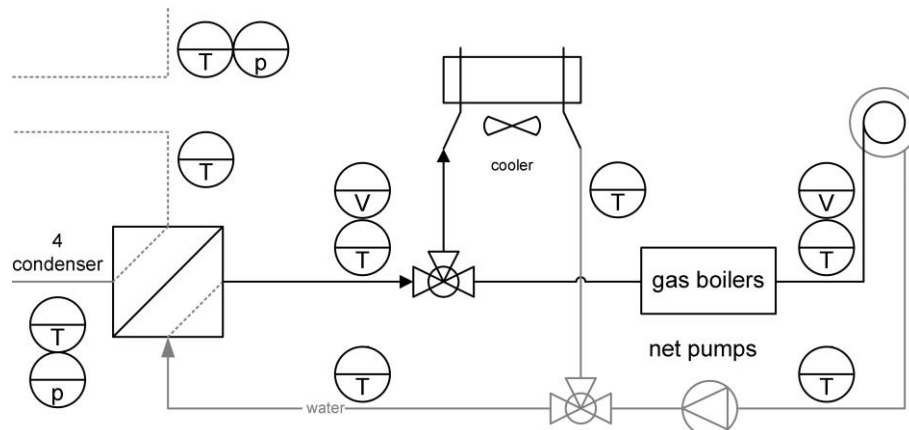 T p
cooler
T
V
T
T
V
T
4
condenser
T
p
gas boilers
net pumps
T
T
water